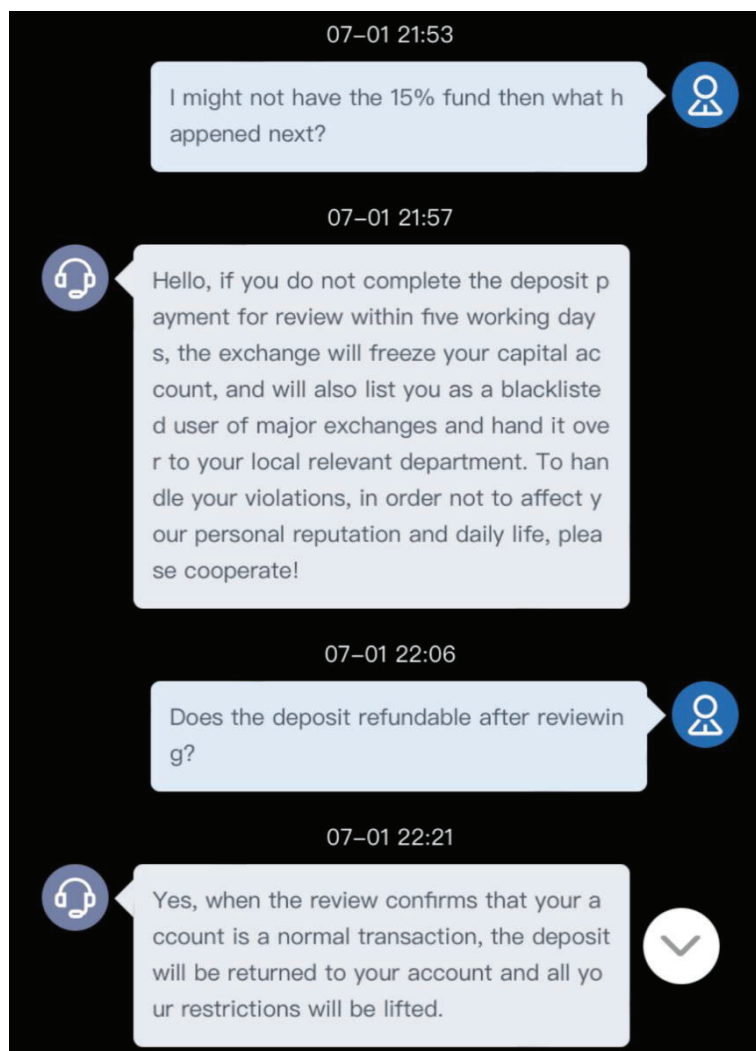 07-01 21:53
I might not have the 15% fund then what h
appened next?
07-01 21:57
Hello, if you do not complete the deposit p
ayment for review within five working day
s, the exchange will freeze your capital ac
count, and will also list you as a blackliste
d user of major exchanges and hand it ove
r to your local relevant department. To han
dle your violations, in order not to affect y
our personal reputation and daily life, plea
se cooperate!
07-01 22:06
Does the deposit refundable after reviewin
g?
07-01 22:21
Yes, when the review confirms that your a
ccount is a normal transaction, the deposit
will be returned to your account and all yo
ur restrictions will be lifted.